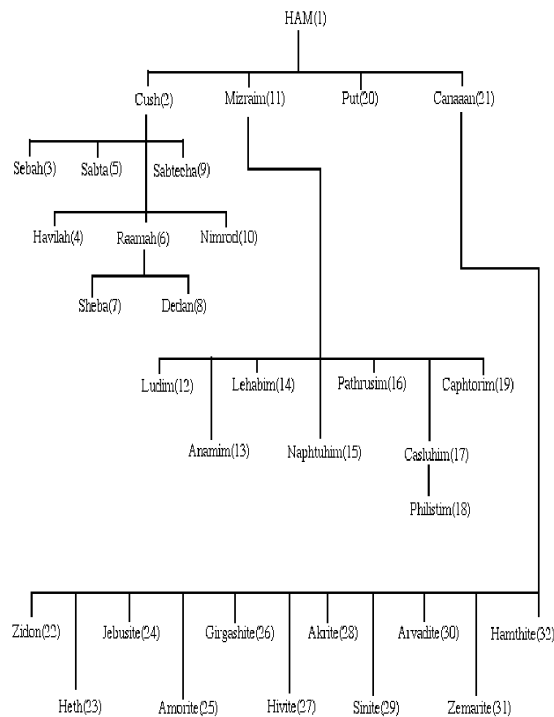 HAM(1)
Cush(2) Mizraim(11) Put(20) Canaaan(21)
Sebah(3) Sabta(5) Sabtecha(9)
Havilah(4) Raamah(6) Nimrod(10)
Sheba(7) Dedan(8)
Ludim(12) Lehabim(14) Pathrusim(16) Caphtorim(19)
Anamim(13) Naphtuhim(15) Casluhim(17)
Philistim(18)
Zidon(22) Jebusite(24) Girgashite(26) Akrite(28) Arvadite(30) Hamthite(32)
Heth(23) Amorite(25) Hivite(27) Sinite(29) Zemarite(31)